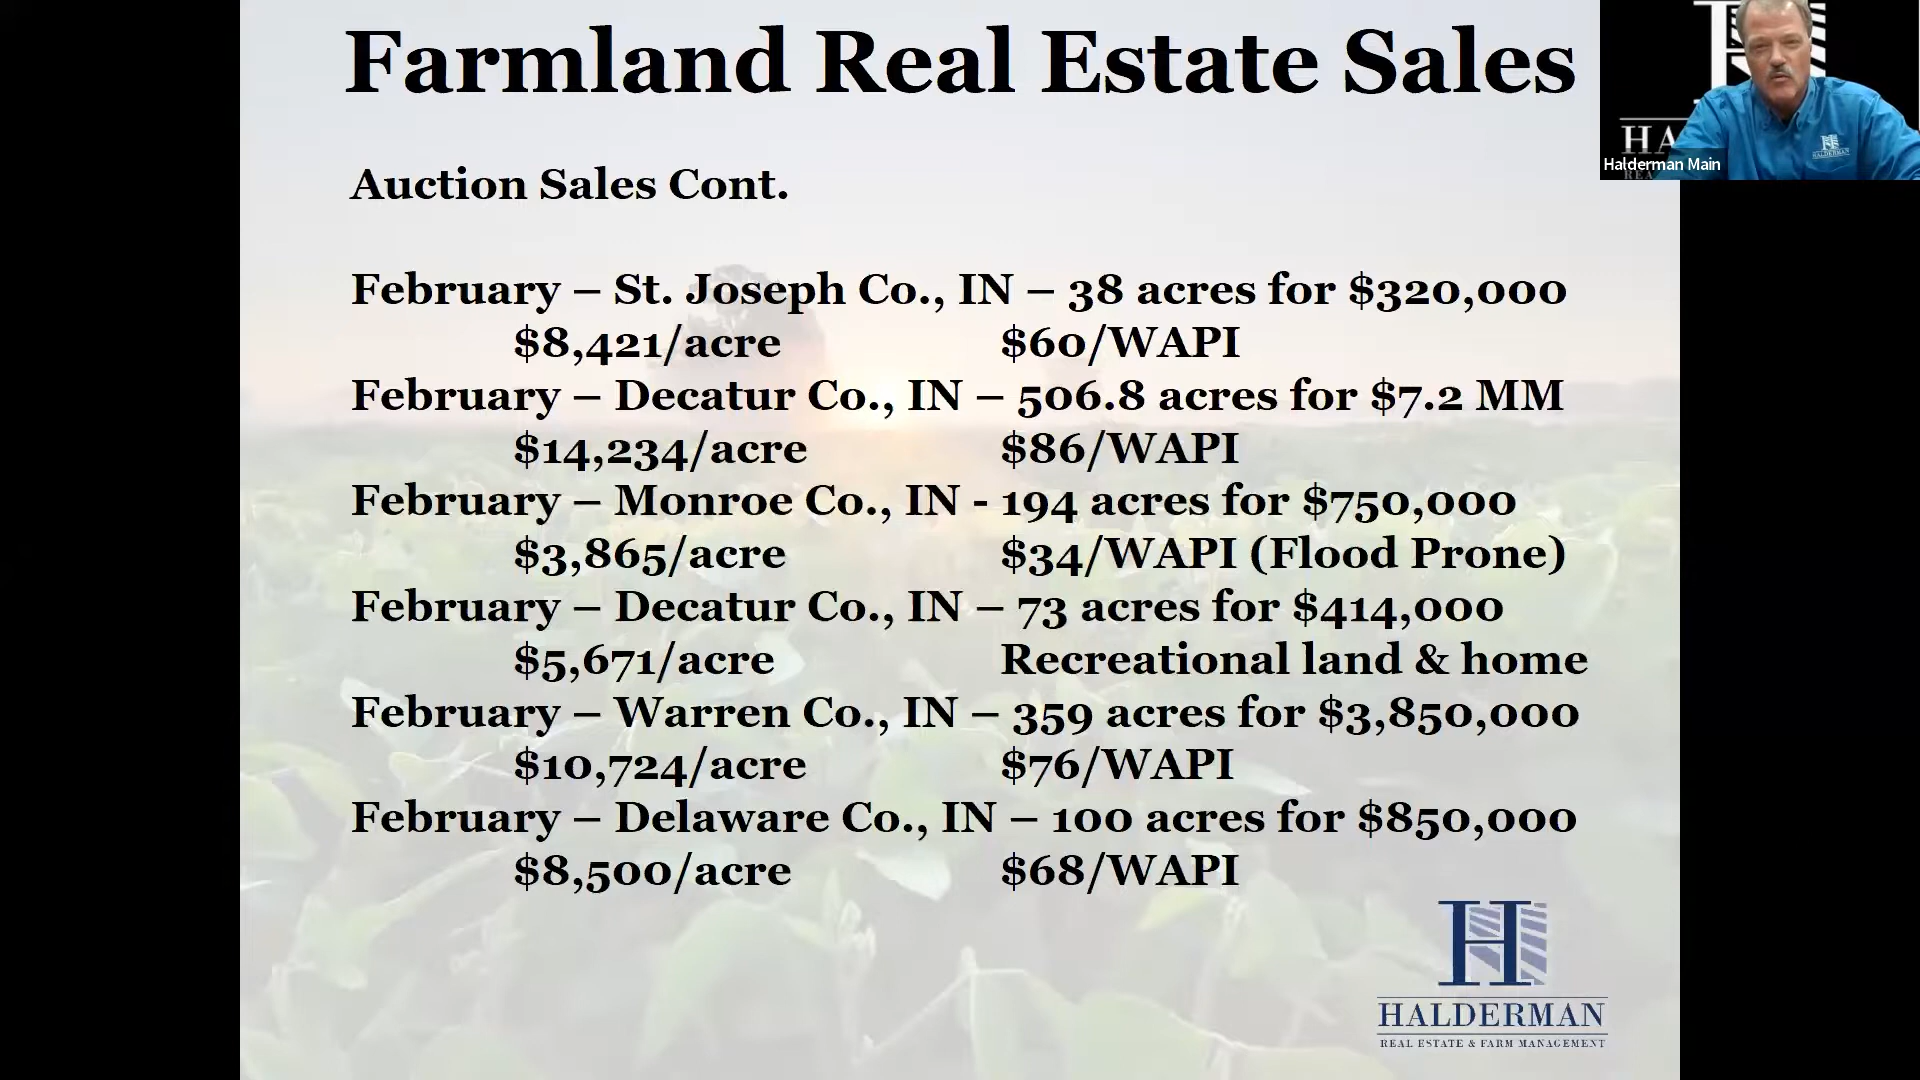 Farmland Real Estate Sales
Auction Sales Cont.
February – St. Joseph Co., IN – 38 acres for $320,000
$8,421/acre $60/WAPI
February – Decatur Co., IN – 506.8 acres for $7.2 MM
$14,234/acre $86/WAPI
February – Monroe Co., IN - 194 acres for $750,000
$3,865/acre $34/WAPI (Flood Prone)
February – Decatur Co., IN – 73 acres for $414,000
$5,671/acre Recreational land & home
February – Warren Co., IN – 359 acres for $3,850,000
$10,724/acre $76/WAPI
February – Delaware Co., IN – 100 acres for $850,000
$8,500/acre $68/WAPI
HALDERMAN
REAL ESTATE & FARM MANAGEMENT
Halderman Main